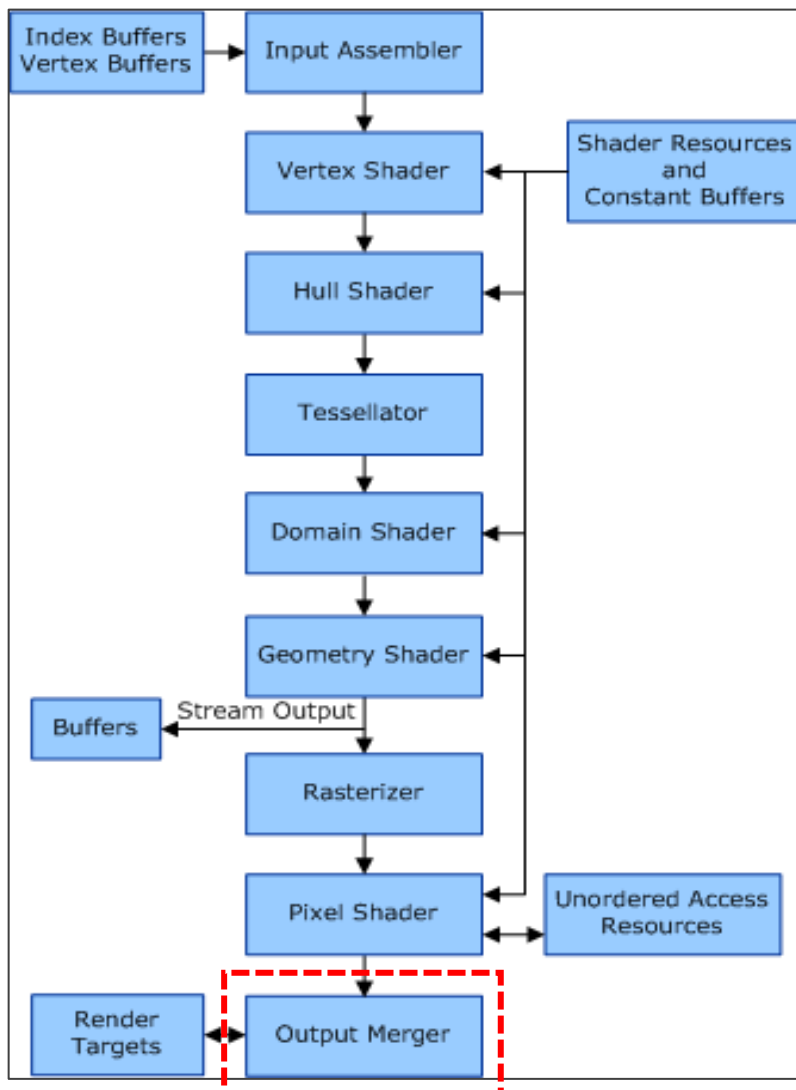 Index Buffers
Vertex Buffers
Input Assembler
Vertex Shader
Shader Resources
and
Constant Buffers
Hull Shader
Tessellator
Domain Shader
Geometry Shader
Stream Output
Buffers
Rasterizer
Pixel Shader
Unordered Access
Resources
Render
Targets
Output Merger